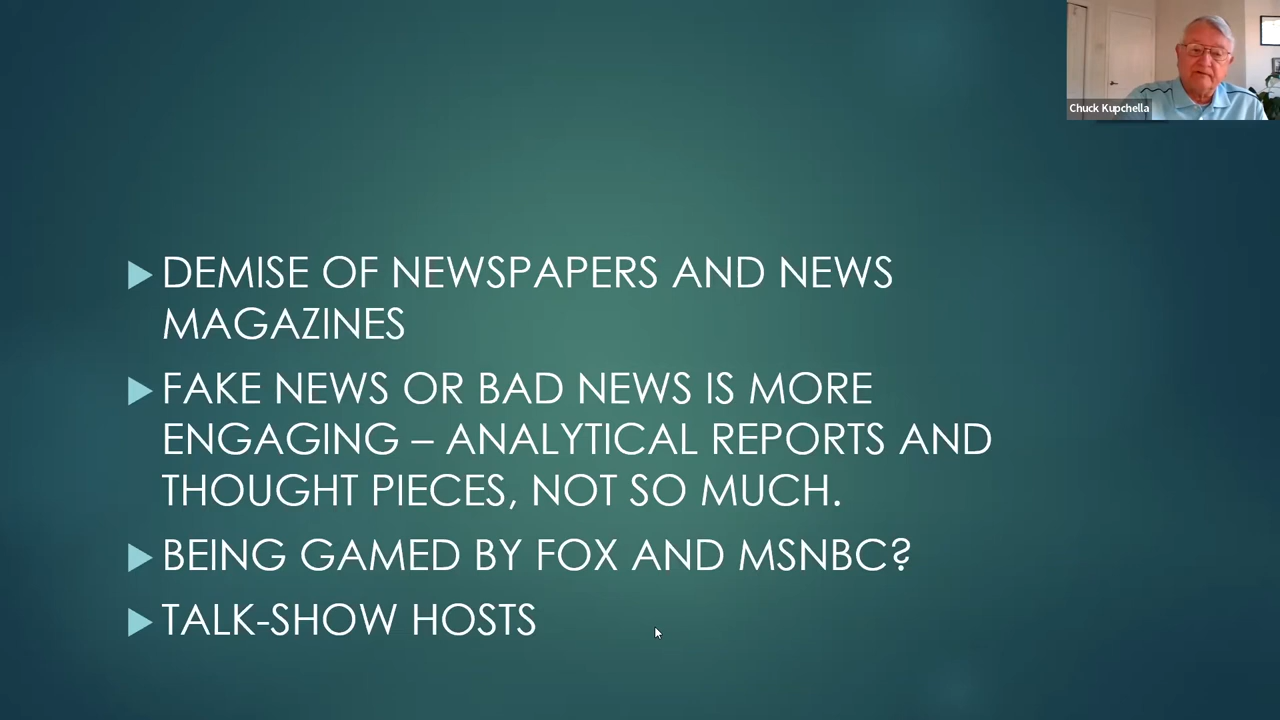 Chuck Kupchella
DEMISE OF NEWSPAPERS AND NEWS
MAGAZINES
FAKE NEWS OR BAD NEWS IS MORE
ENGAGING – ANALYTICAL REPORTS AND
THOUGHT PIECES, NOT SO MUCH.
BEING GAMED BY FOX AND MSNBC?
TALK-SHOW HOSTS